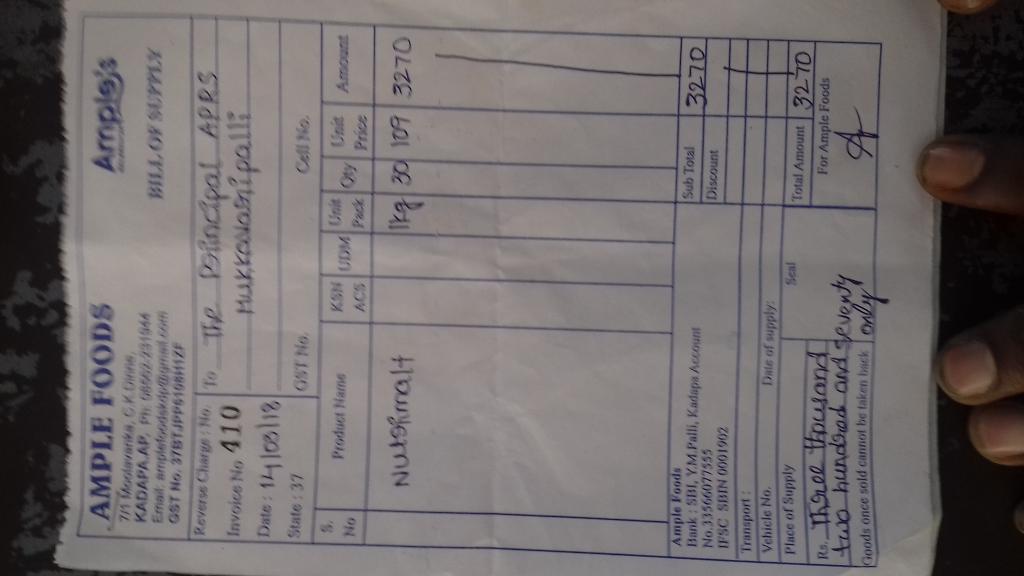 AMPLE FOODS
Ample's
7/1 Modavanka, C.K.Dinne,
KADAPA, AP, Ph: 08562-231944
Email: amplefoodskdp@gmail.com
GST No.
BILL OF SUPPLY
Reverse Charge : No.
Invoice No 410
Date : 14/03/18
State : 37
To The Principal APRS
Mukkavaripalli
GST No. Cell No.
S. No Product Name KSN ACS UDM Unit Pack Qty Unit Price Amount
Nutrimalt 1kg 30 109 3270
Ample Foods
Bank : SBI, Y.M.Palli, Kadapa Account
No.33566077555
IFSC SBIN 0001902
Sub Total 3270
Discount
Transport :
Vehicle No. Date of supply:
Place of Supply Seal
Total Amount 3270
Rs. Three thousand
two hundred and seventy
only
For Ample Foods
Goods once sold cannot be taken back